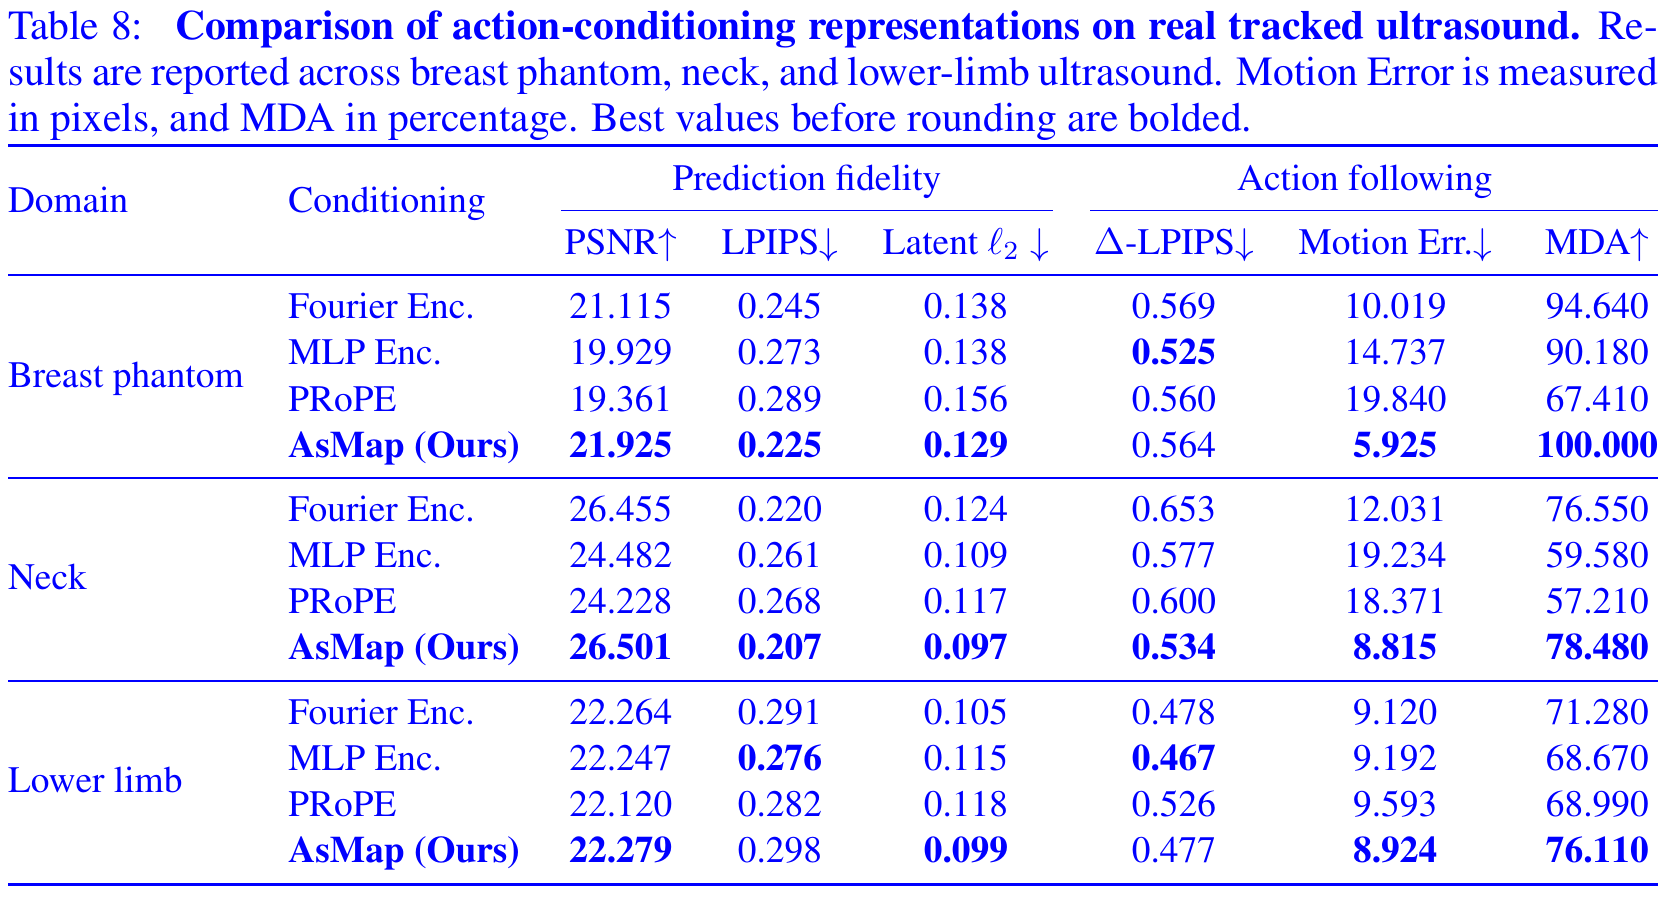 Table 8: Comparison of action-conditioning representations on real tracked ultrasound. Re-
sults are reported across breast phantom, neck, and lower-limb ultrasound. Motion Error is measured
in pixels, and MDA in percentage. Best values before rounding are bolded.
Domain Conditioning Prediction fidelity Action following
PSNR↑ LPIPS↓ Latent ℓ2 ↓ Δ-LPIPS↓ Motion Err.↓ MDA↑
Breast phantom
Fourier Enc. 21.115 0.245 0.138 0.569 10.019 94.640
MLP Enc. 19.929 0.273 0.138 0.525 14.737 90.180
PRoPE 19.361 0.289 0.156 0.560 19.840 67.410
AsMap (Ours) 21.925 0.225 0.129 0.564 5.925 100.000
Neck
Fourier Enc. 26.455 0.220 0.124 0.653 12.031 76.550
MLP Enc. 24.482 0.261 0.109 0.577 19.234 59.580
PRoPE 24.228 0.268 0.117 0.600 18.371 57.210
AsMap (Ours) 26.501 0.207 0.097 0.534 8.815 78.480
Lower limb
Fourier Enc. 22.264 0.291 0.105 0.478 9.120 71.280
MLP Enc. 22.247 0.276 0.115 0.467 9.192 68.670
PRoPE 22.120 0.282 0.118 0.526 9.593 68.990
AsMap (Ours) 22.279 0.298 0.099 0.477 8.924 76.110